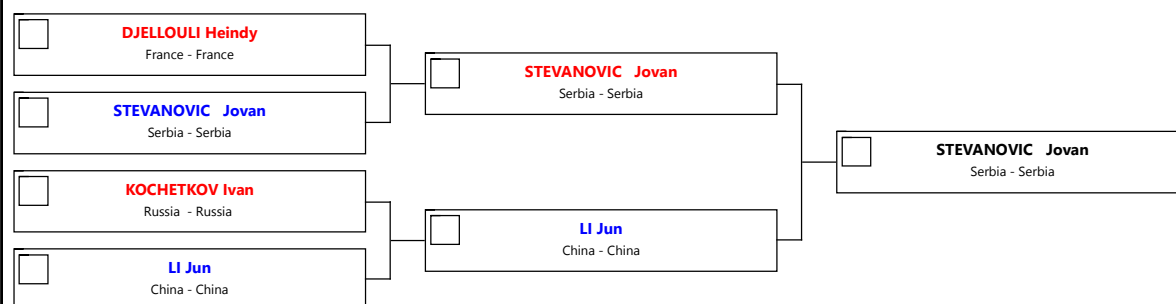 DJELLOULI Heindy
France - France
STEVANOVIC   Jovan
Serbia - Serbia
KOCHETKOV Ivan
Russia  - Russia
LI Jun
China - China
STEVANOVIC   Jovan
Serbia - Serbia
LI Jun
China - China
STEVANOVIC   Jovan
Serbia - Serbia